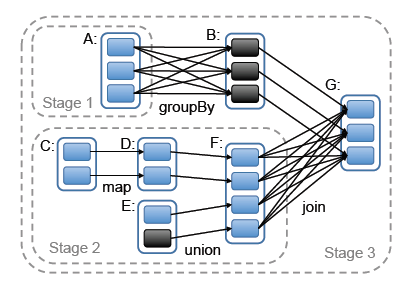 A:
B:
G:
Stage 1
groupBy
C:
D:
F:
E:
map
join
Stage 2
union
Stage 3